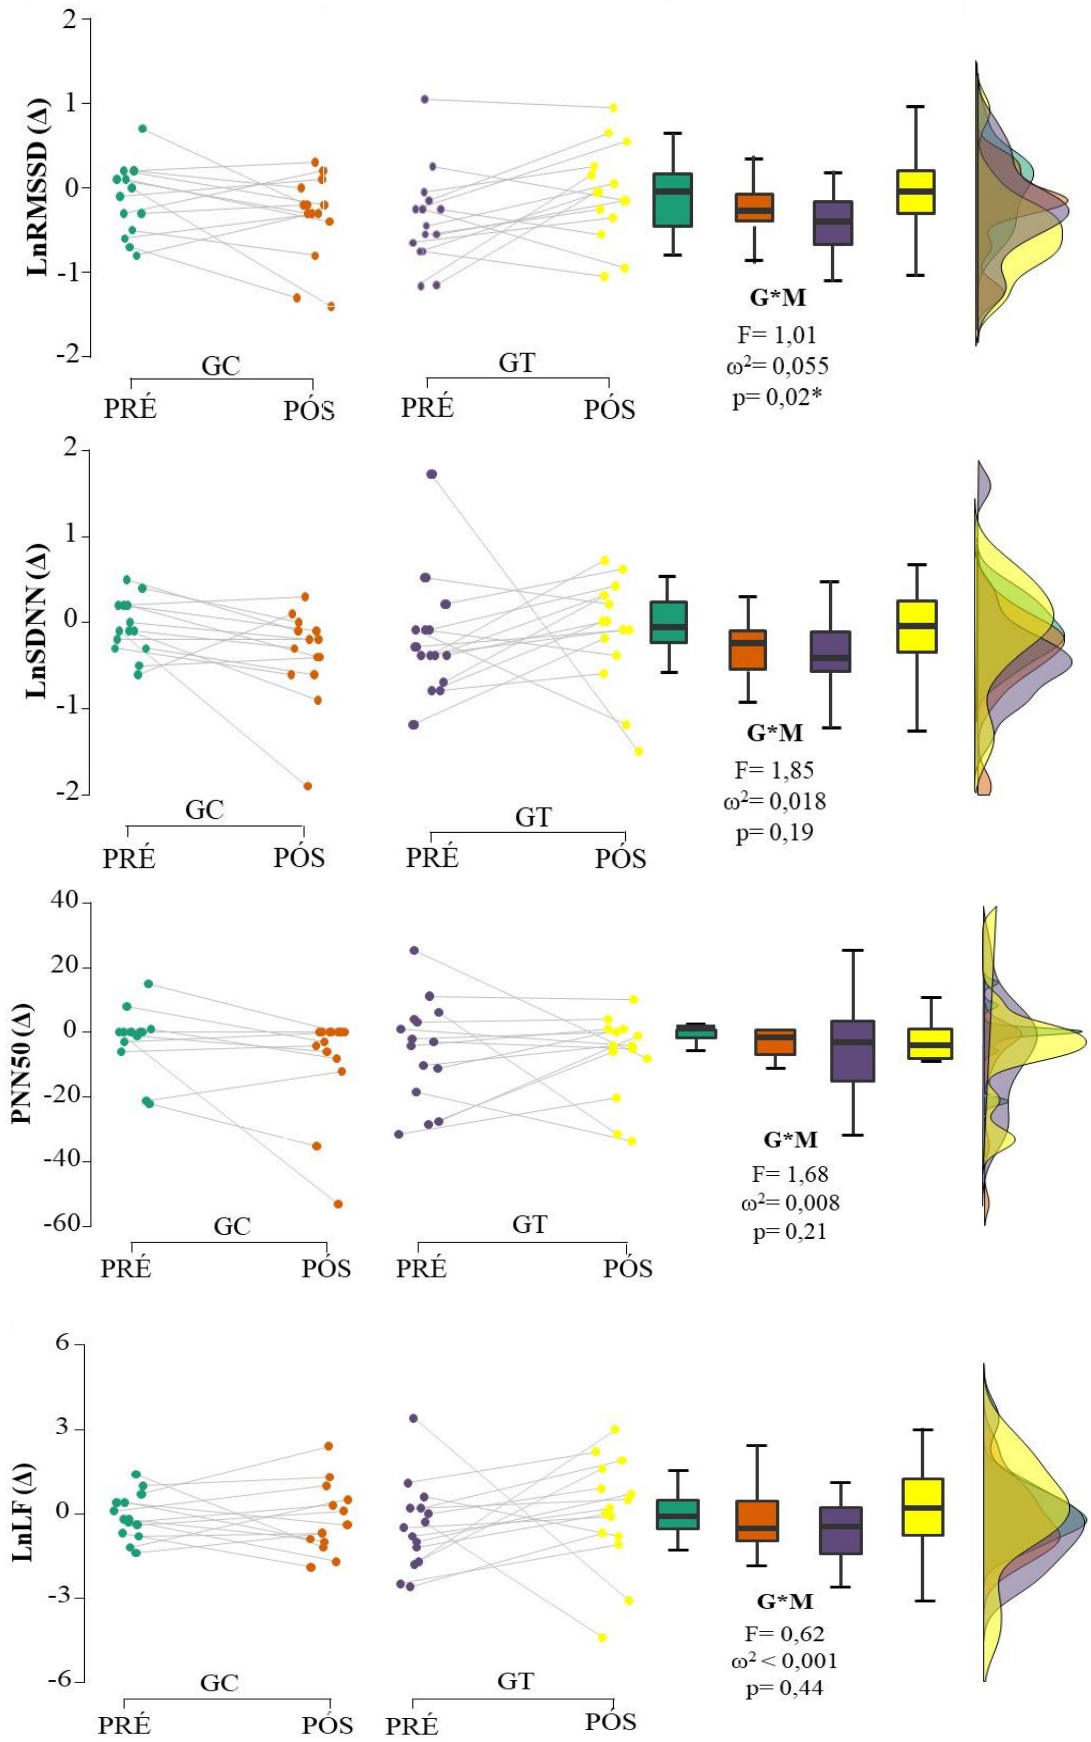 2
1
0
-1
-2
LnRMSSD (Δ)
GC
PRÉ
PÓS
GT
PRÉ
PÓS
G*M
F= 1,01
ω²= 0,055
p= 0,02*
2
1
0
-1
-2
LnSDNN (Δ)
GC
PRÉ
PÓS
GT
PRÉ
PÓS
G*M
F= 1,85
ω²= 0,018
p= 0,19
40
20
0
-20
-40
-60
PNN50 (Δ)
GC
PRÉ
PÓS
GT
PRÉ
PÓS
G*M
F= 1,68
ω²= 0,008
p= 0,21
6
3
0
-3
-6
LnLF (Δ)
GC
PRÉ
PÓS
GT
PRÉ
PÓS
G*M
F= 0,62
ω² < 0,001
p= 0,44